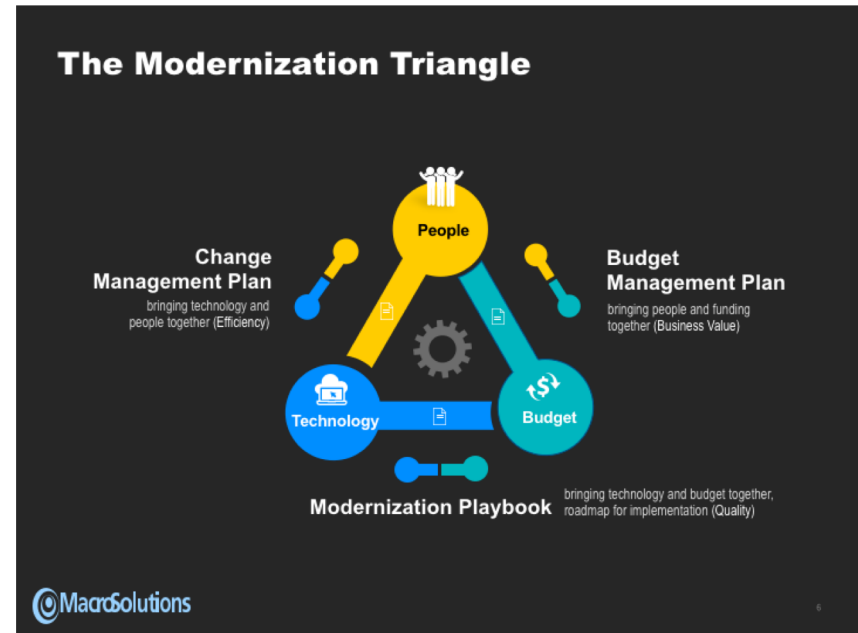 The Modernization Triangle
People
Change
Management Plan
bringing technology and
people together (Efficiency)
Budget
Management Plan
bringing people and funding
together (Business Value)
Technology
Budget
Modernization Playbook
bringing technology and budget together,
roadmap for implementation (Quality)
MacroSolutions
6